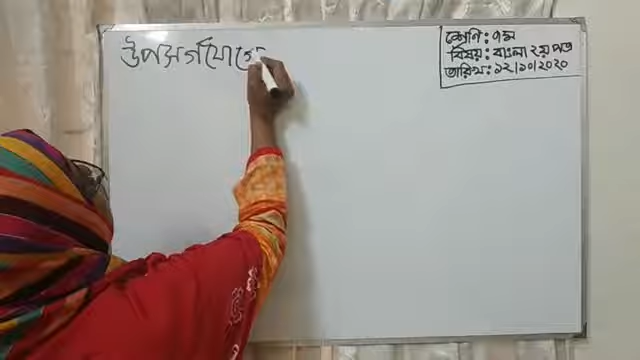 উপসর্গযোগে
শ্রেণি: ৭ম
বিষয়: বাংলা ২য় পত্র
তারিখ: ১২/১০/২০২০